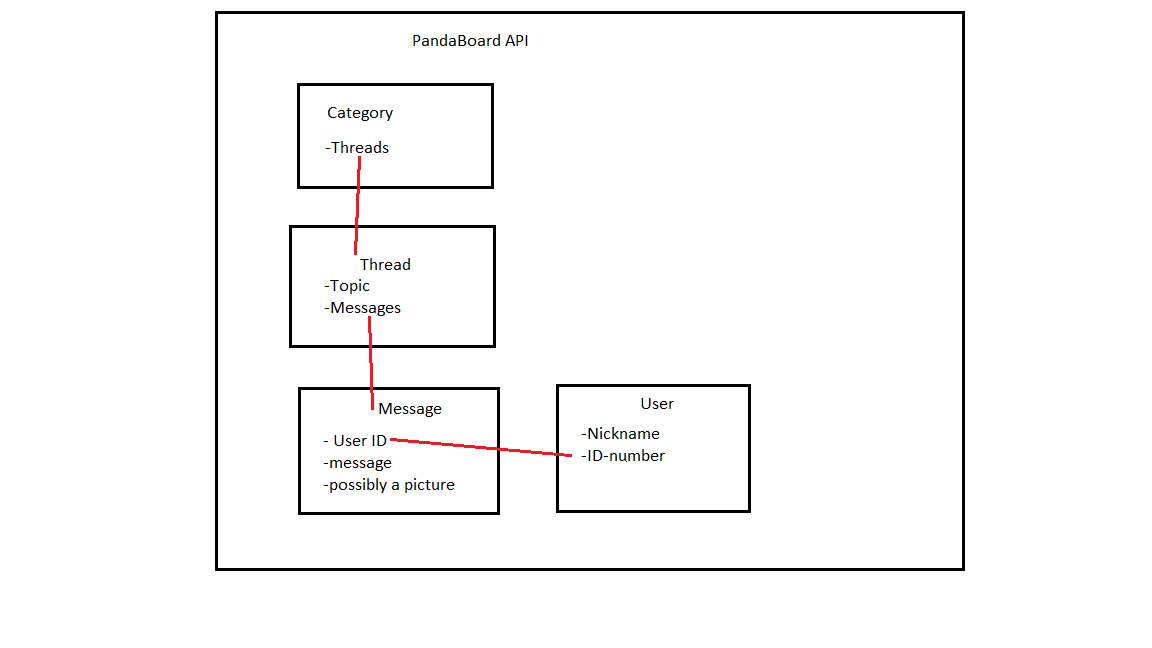 PandaBoard API
Category
-Threads
Thread
-Topic
-Messages
Message
- User ID
-message
-possibly a picture
User
-Nickname
-ID-number